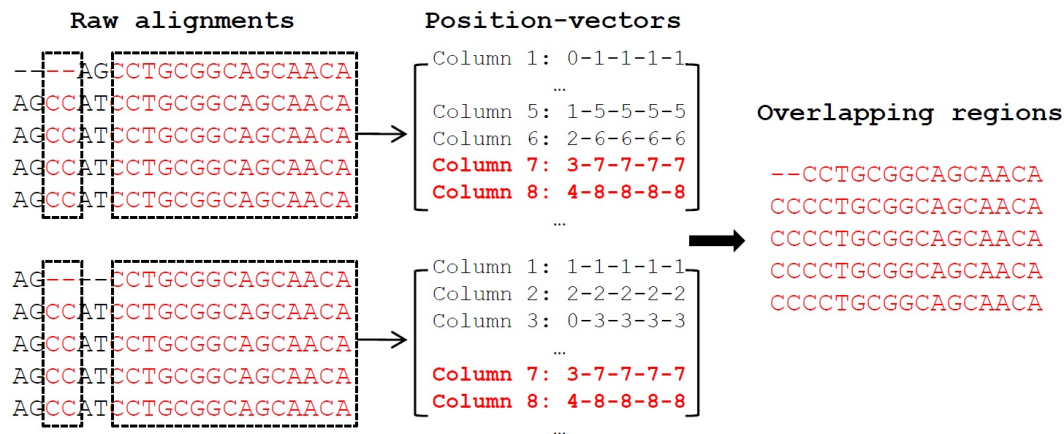 Raw alignments
Position-vectors
Overlapping regions
----AGCCTGCGGCAGCAACA
AGCCATCCTGCGGCAGCAACA
AGCCATCCTGCGGCAGCAACA
AGCCATCCTGCGGCAGCAACA
AGCCATCCTGCGGCAGCAACA
Column 1: 0-1-1-1-1
…
Column 5: 1-5-5-5-5
Column 6: 2-6-6-6-6
Column 7: 3-7-7-7-7
Column 8: 4-8-8-8-8
…
AG----CCTGCGGCAGCAACA
AGCCATCCTGCGGCAGCAACA
AGCCATCCTGCGGCAGCAACA
AGCCATCCTGCGGCAGCAACA
AGCCATCCTGCGGCAGCAACA
Column 1: 1-1-1-1-1
Column 2: 2-2-2-2-2
Column 3: 0-3-3-3-3
…
Column 7: 3-7-7-7-7
Column 8: 4-8-8-8-8
…
--CCTGCGGCAGCAACA
CCCCTGCGGCAGCAACA
CCCCTGCGGCAGCAACA
CCCCTGCGGCAGCAACA
CCCCTGCGGCAGCAACA